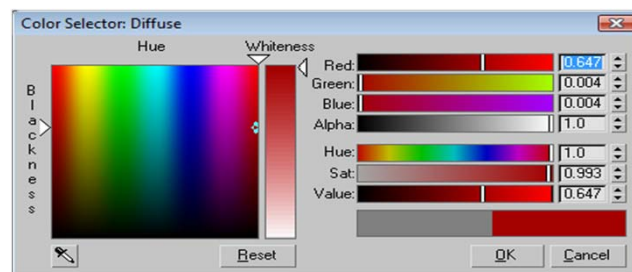 Color Selector: Diffuse
Hue Whiteness
Blackness
Red: 0.647
Green: 0.004
Blue: 0.004
Alpha: 1.0
Hue: 1.0
Sat: 0.993
Value: 0.647
Reset OK Cancel